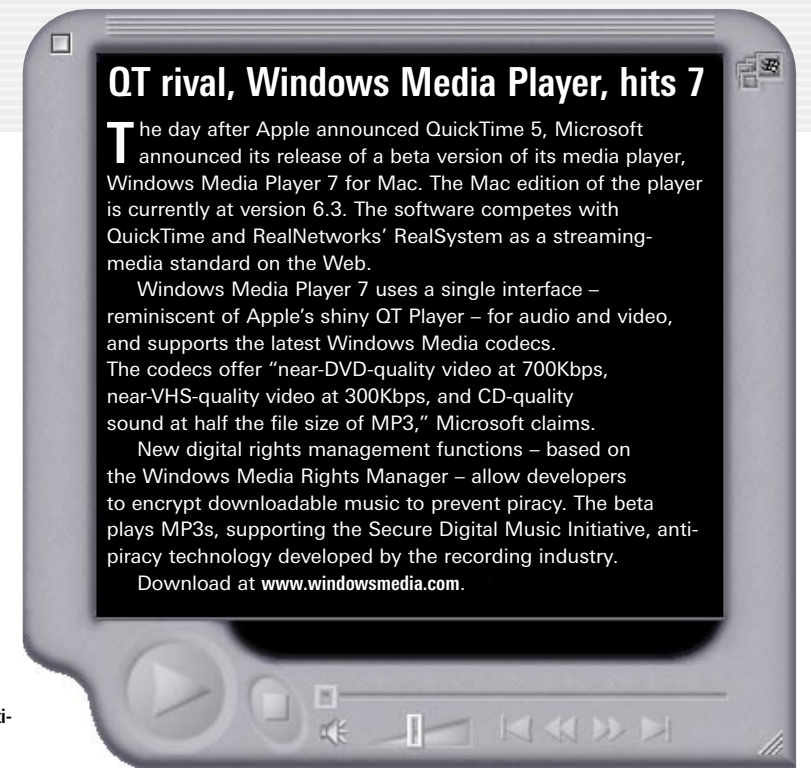 QT rival, Windows Media Player, hits 7
The day after Apple announced QuickTime 5, Microsoft
announced its release of a beta version of its media player,
Windows Media Player 7 for Mac. The Mac edition of the player
is currently at version 6.3. The software competes with
QuickTime and RealNetworks’ RealSystem as a streaming-
media standard on the Web.
Windows Media Player 7 uses a single interface –
reminiscent of Apple’s shiny QT Player – for audio and video,
and supports the latest Windows Media codecs.
The codecs offer “near-DVD-quality video at 700Kbps,
near-VHS-quality video at 300Kbps, and CD-quality
sound at half the file size of MP3,” Microsoft claims.
New digital rights management functions – based on
the Windows Media Rights Manager – allow developers
to encrypt downloadable music to prevent piracy. The beta
plays MP3s, supporting the Secure Digital Music Initiative, anti-
piracy technology developed by the recording industry.
Download at www.windowsmedia.com.
ti-